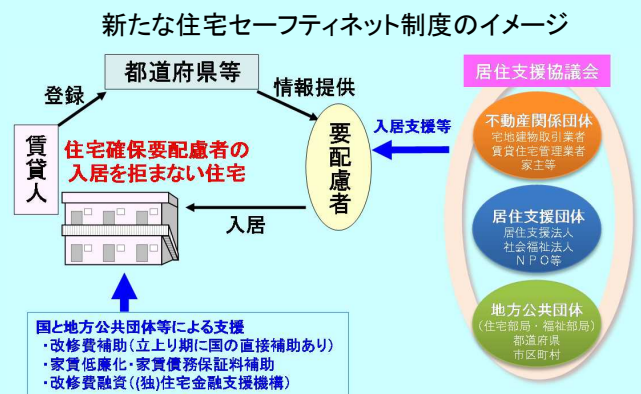 新たな住宅セーフティネット制度のイメージ
都道府県等
登録
情報提供
賃貸人
住宅確保要配慮者の
入居を拒まない住宅
要配慮者
入居
入居支援等
居住支援協議会
不動産関係団体
宅地建物取引業者
賃貸住宅管理業者
家主等
居住支援団体
居住支援法人
社会福祉法人
NPO等
地方公共団体
(住宅部局・福祉部局)
都道府県
市区町村
国と地方公共団体等による支援
・改修費補助(立上り期に国の直接補助あり)
・家賃低廉化・家賃債務保証料補助
・改修費融資((独)住宅金融支援機構)